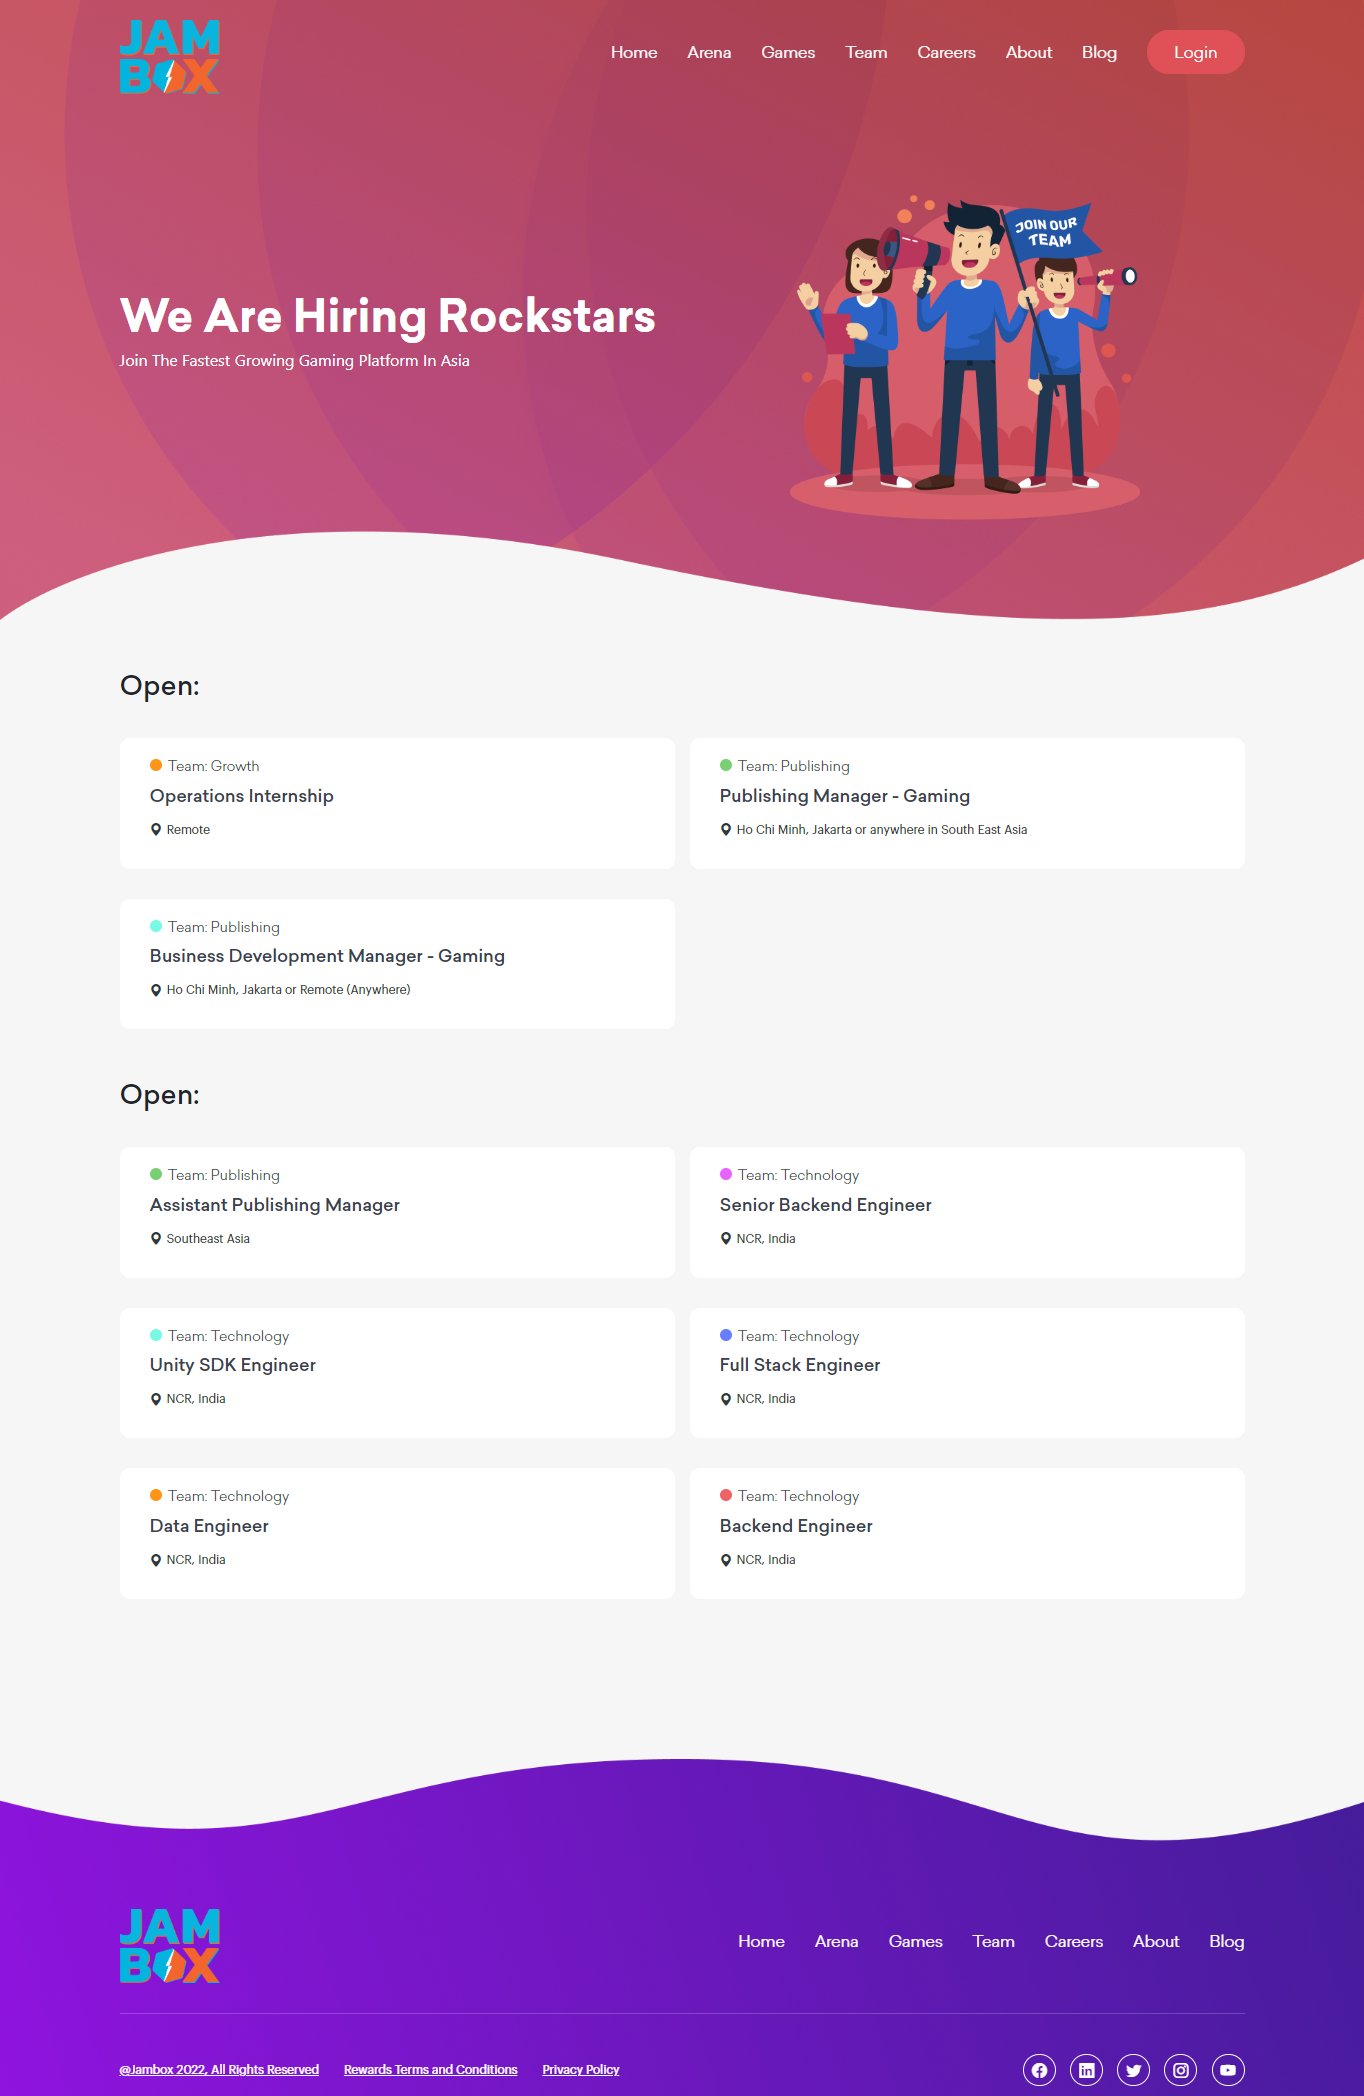 JAM
BOX
Home Arena Games Team Careers About Blog Login
JOIN OUR
TEAM
We Are Hiring Rockstars
Join The Fastest Growing Gaming Platform In Asia
Open:
Team: Growth
Operations Internship
Remote
Team: Publishing
Publishing Manager - Gaming
Ho Chi Minh, Jakarta or anywhere in South East Asia
Team: Publishing
Business Development Manager - Gaming
Ho Chi Minh, Jakarta or Remote (Anywhere)
Open:
Team: Publishing
Assistant Publishing Manager
Southeast Asia
Team: Technology
Senior Backend Engineer
NCR, India
Team: Technology
Unity SDK Engineer
NCR, India
Team: Technology
Full Stack Engineer
NCR, India
Team: Technology
Data Engineer
NCR, India
Team: Technology
Backend Engineer
NCR, India
JAM
BOX
Home Arena Games Team Careers About Blog
@Jambox 2022, All Rights Reserved Rewards Terms and Conditions Privacy Policy